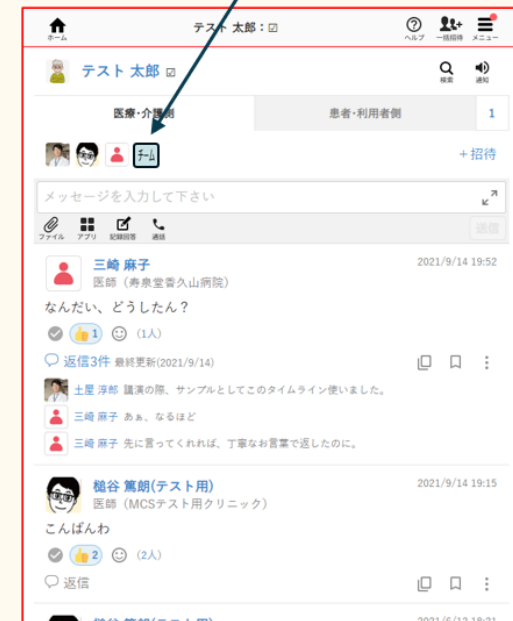 テスト 太郎：☑
ホーム
ヘルプ 一括招待 メニュー
テスト 太郎 ☑
検索 通知
医療・介護側 患者・利用者側 1
チーム
+招待
メッセージを入力して下さい
ファイル アプリ 記録回答 通話
送信
三崎 麻子 2021/9/14 19:52
医師（寿泉堂香久山病院）
なんだい、どうしたん？
1 (1人)
返信3件 最終更新(2021/9/14)
土屋 淳郎 講演の際、サンプルとしてこのタイムライン使いました。
三崎 麻子 あぁ、なるほど
三崎 麻子 先に言ってくれれば、丁寧なお言葉で返したのに。
槌谷 篤朗(テスト用) 2021/9/14 19:15
医師（MCSテスト用クリニック）
こんばんわ
2 (2人)
返信